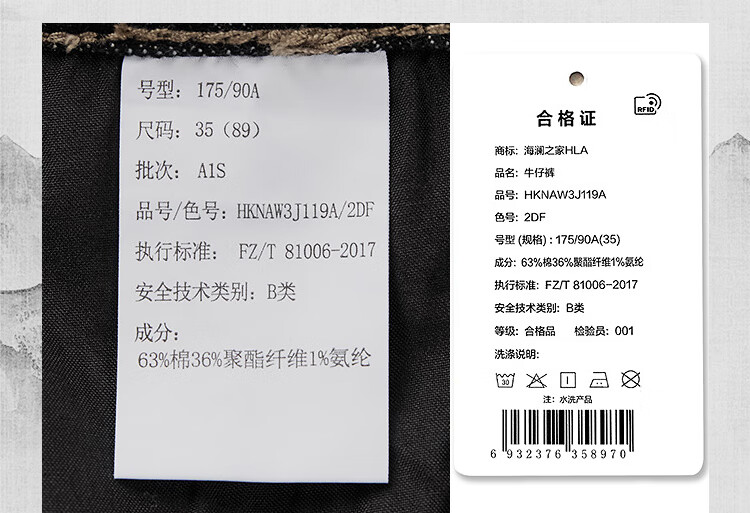 号型: 175/90A
尺码: 35 (89)
批次: A1S
品号/色号: HKNAW3J119A/2DF
执行标准: FZ/T 81006-2017
安全技术类别: B类
成分:
63%棉36%聚酯纤维1%氨纶
RFID
合格证
商标: 海澜之家HLA
品名: 牛仔裤
品号: HKNAW3J119A
色号: 2DF
号型 (规格) : 175/90A(35)
成分: 63%棉36%聚酯纤维1%氨纶
执行标准: FZ/T 81006-2017
安全技术类别: B类
等级: 合格品 检验员: 001
洗涤说明:
30
注: 水洗产品
6 932376 358970